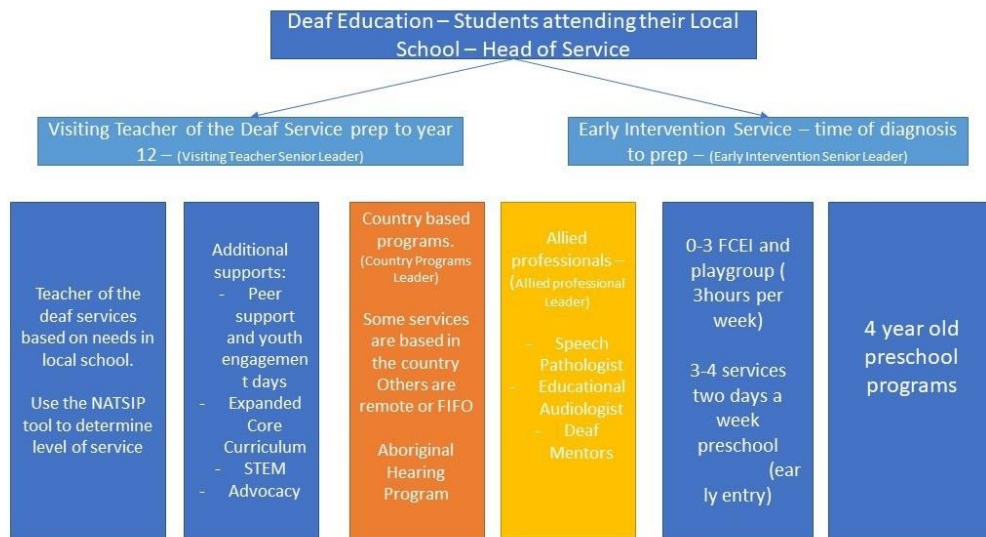 Deaf Education – Students attending their Local
School – Head of Service
Visiting Teacher of the Deaf Service prep to year
12 – (Visiting Teacher Senior Leader)
Early Intervention Service – time of diagnosis
to prep – (Early Intervention Senior Leader)
Teacher of the
deaf services
based on needs in
local school.
Use the NATSIP
tool to determine
level of service
Additional
supports:
- Peer
support
and youth
engagemen
t days
- Expanded
Core
Curriculum
- STEM
- Advocacy
Country based
programs.
(Country Programs
Leader)
Some services
are based in
the country
Others are
remote or FIFO
Aboriginal
Hearing
Program
Allied
professionals –
(Allied professional
Leader)
- Speech
Pathologist
- Educational
Audiologist
- Deaf
Mentors
0-3 FCEI and
playgroup (
3hours per
week)
3-4 services
two days a
week
preschool
(ear
ly entry)
4 year old
preschool
programs